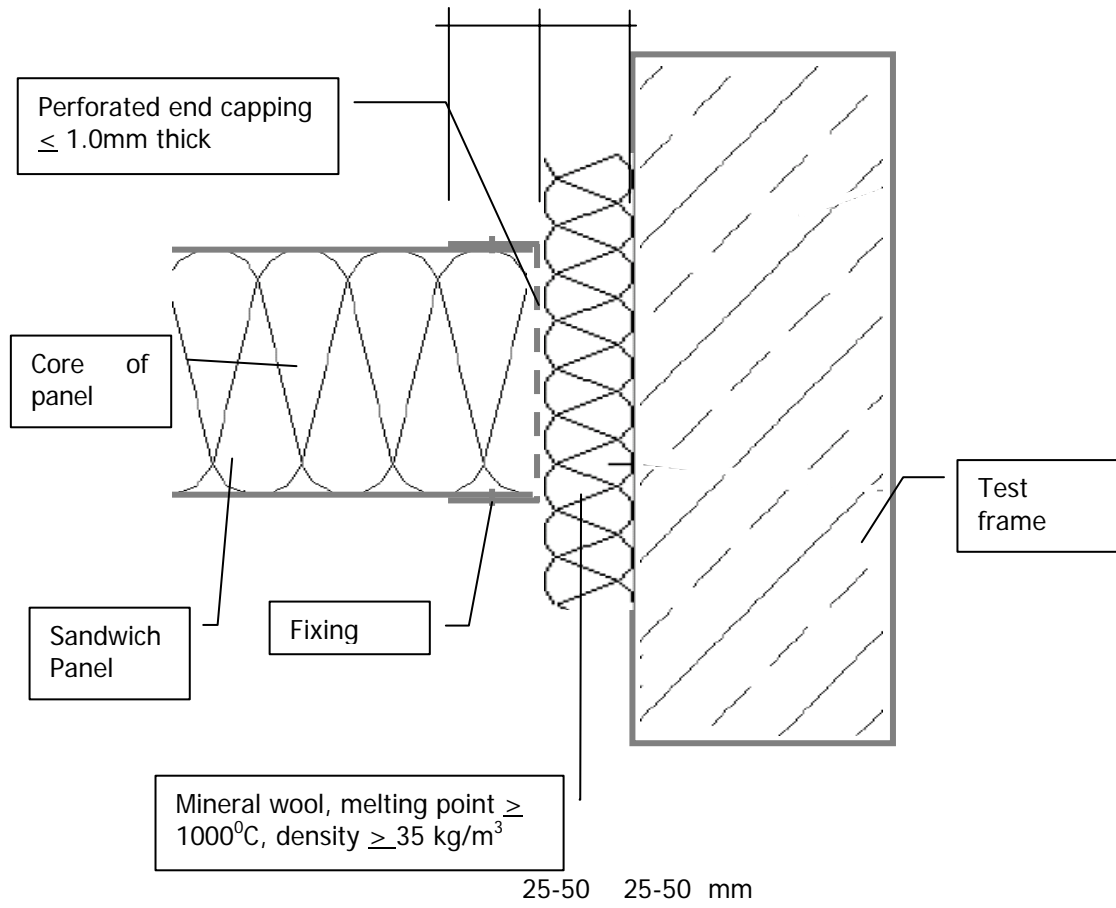 Perforated end capping
≤ 1.0mm thick
Core of
panel
Test
frame
Sandwich
Panel
Fixing
Mineral wool, melting point ≥
1000⁰C, density ≥ 35 kg/m³
25-50 25-50 mm